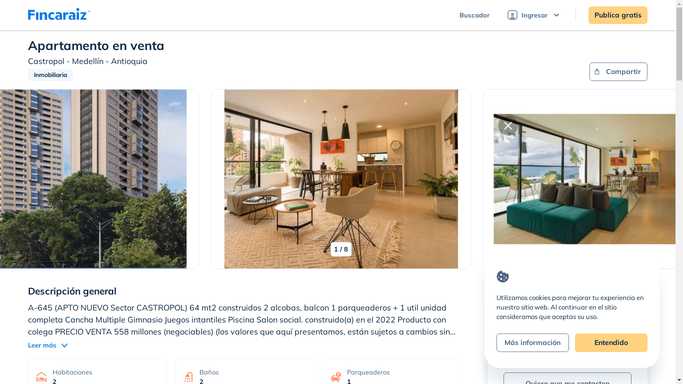 Fincaraiz
Buscador
Ingresar
Publica gratis
Apartamento en venta
Castropol - Medellín - Antioquia
Inmobiliaria
Compartir
1 / 8
Descripción general
A-645 (APTO NUEVO Sector CASTROPOL) 64 mt2 construidos 2 alcobas, balcon 1 parqueaderos + 1 util unidad
completa Cancha Multiple Gimnasio Juegos intantiles Piscina Salon social. construido(a) en el 2022 Producto con
colega PRECIO VENTA 558 millones (negociables) (los valores que aquí presentamos, están sujetos a cambios sin...
Leer más
Habitaciones
2
Baños
2
Parqueaderos
1
Utilizamos cookies para mejorar tu experiencia en
nuestro sitio web. Al continuar en el sitio
consideramos que aceptas su uso.
Más información
Entendido
Quiero que me contacten